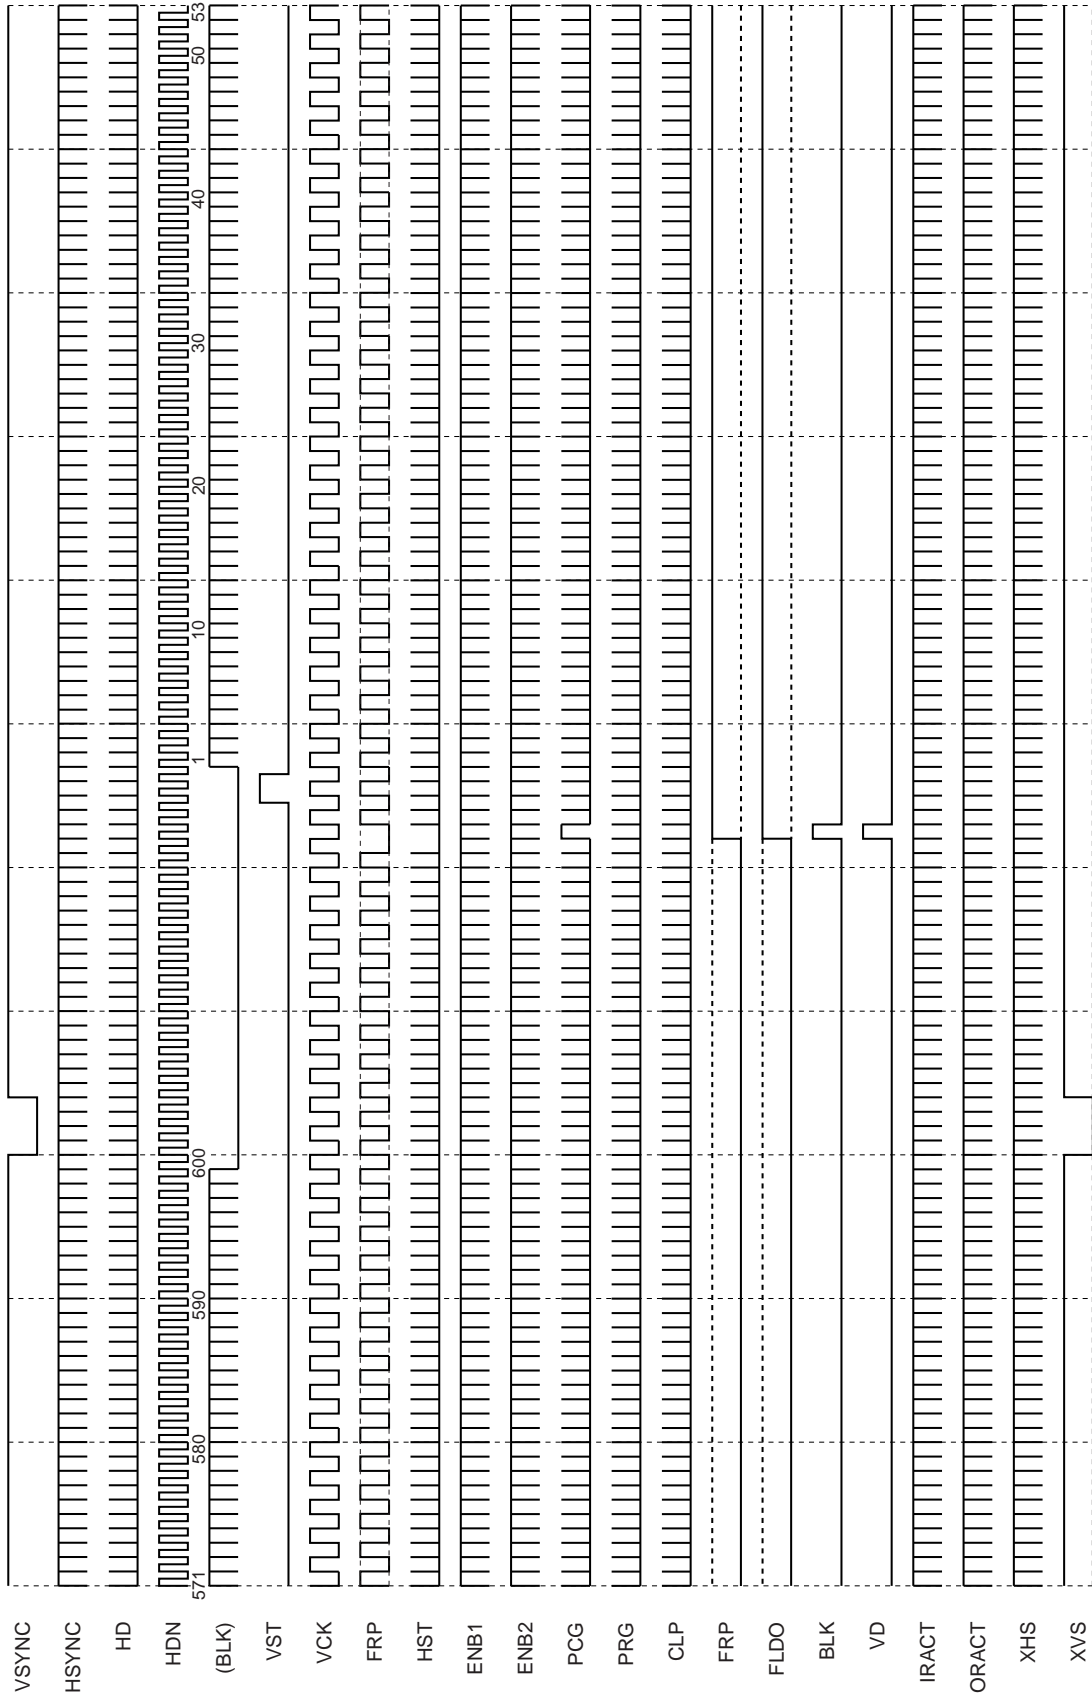 VSYNC
HSYNC
HD
HDN
571
580
590
600
1
10
20
30
40
50
53
(BLK)
VST
VCK
FRP
HST
ENB1
ENB2
PCG
PRG
CLP
FRP
FLDO
BLK
VD
IRACT
ORACT
XHS
XVS